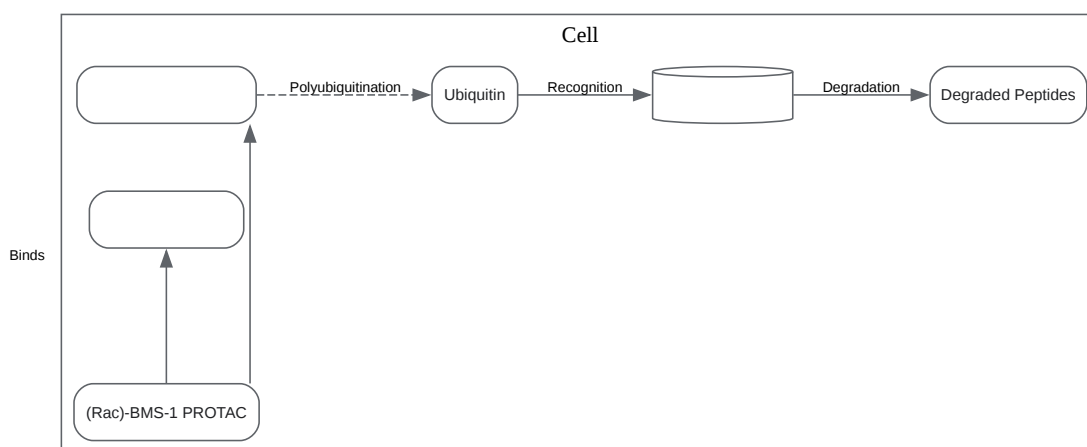 Cell
Polyubiquitination
Ubiquitin
Recognition
Degradation
Degraded Peptides
Binds
(Rac)-BMS-1 PROTAC